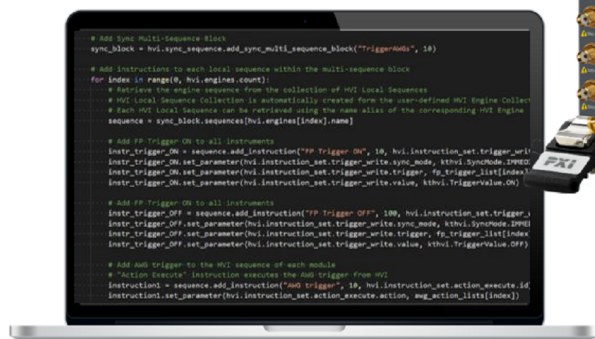 # Add Sync Multi-Sequence Block
sync_block = hvi.sync_sequence.add_sync_multi_sequence_block("TriggerAWGs", 10)
# Add instructions to each local sequence within the multi-sequence block
for index in range(0, hvi.engines.count):
# Retrieve the engine sequence from the collection of HVI Local Sequences
# HVI Local Sequence Collection is automatically created form the user-defined HVI Engine Collect
# Each HVI Local Sequence can be retrieved using the name alias of the corresponding HVI Engine
sequence = sync_block.sequences[hvi.engines[index].name]
# Add FP Trigger ON to all instruments
instr_trigger_ON = sequence.add_instruction("FP Trigger ON", 10, hvi.instruction_set.trigger_writ
instr_trigger_ON.set_parameter(hvi.instruction_set.trigger_write.sync_mode, kthvi.SyncMode.IMMEDI
instr_trigger_ON.set_parameter(hvi.instruction_set.trigger_write.trigger, fp_trigger_list[index]
instr_trigger_ON.set_parameter(hvi.instruction_set.trigger_write.value, kthvi.TriggerValue.ON)
# Add FP Trigger ON to all instruments
instr_trigger_OFF = sequence.add_instruction("FP Trigger OFF", 100, hvi.instruction_set.trigger_
instr_trigger_OFF.set_parameter(hvi.instruction_set.trigger_write.sync_mode, kthvi.SyncMode.IMME
instr_trigger_OFF.set_parameter(hvi.instruction_set.trigger_write.trigger, fp_trigger_list[index
instr_trigger_OFF.set_parameter(hvi.instruction_set.trigger_write.value, kthvi.TriggerValue.OFF)
# Add AWG trigger to the HVI sequence of each module
# "Action Execute" instruction executes the AWG trigger from HVI
instruction1 = sequence.add_instruction("AWG trigger", 10, hvi.instruction_set.action_execute.id
instruction1.set_parameter(hvi.instruction_set.action_execute.action, awg_action_lists[index])
PXI